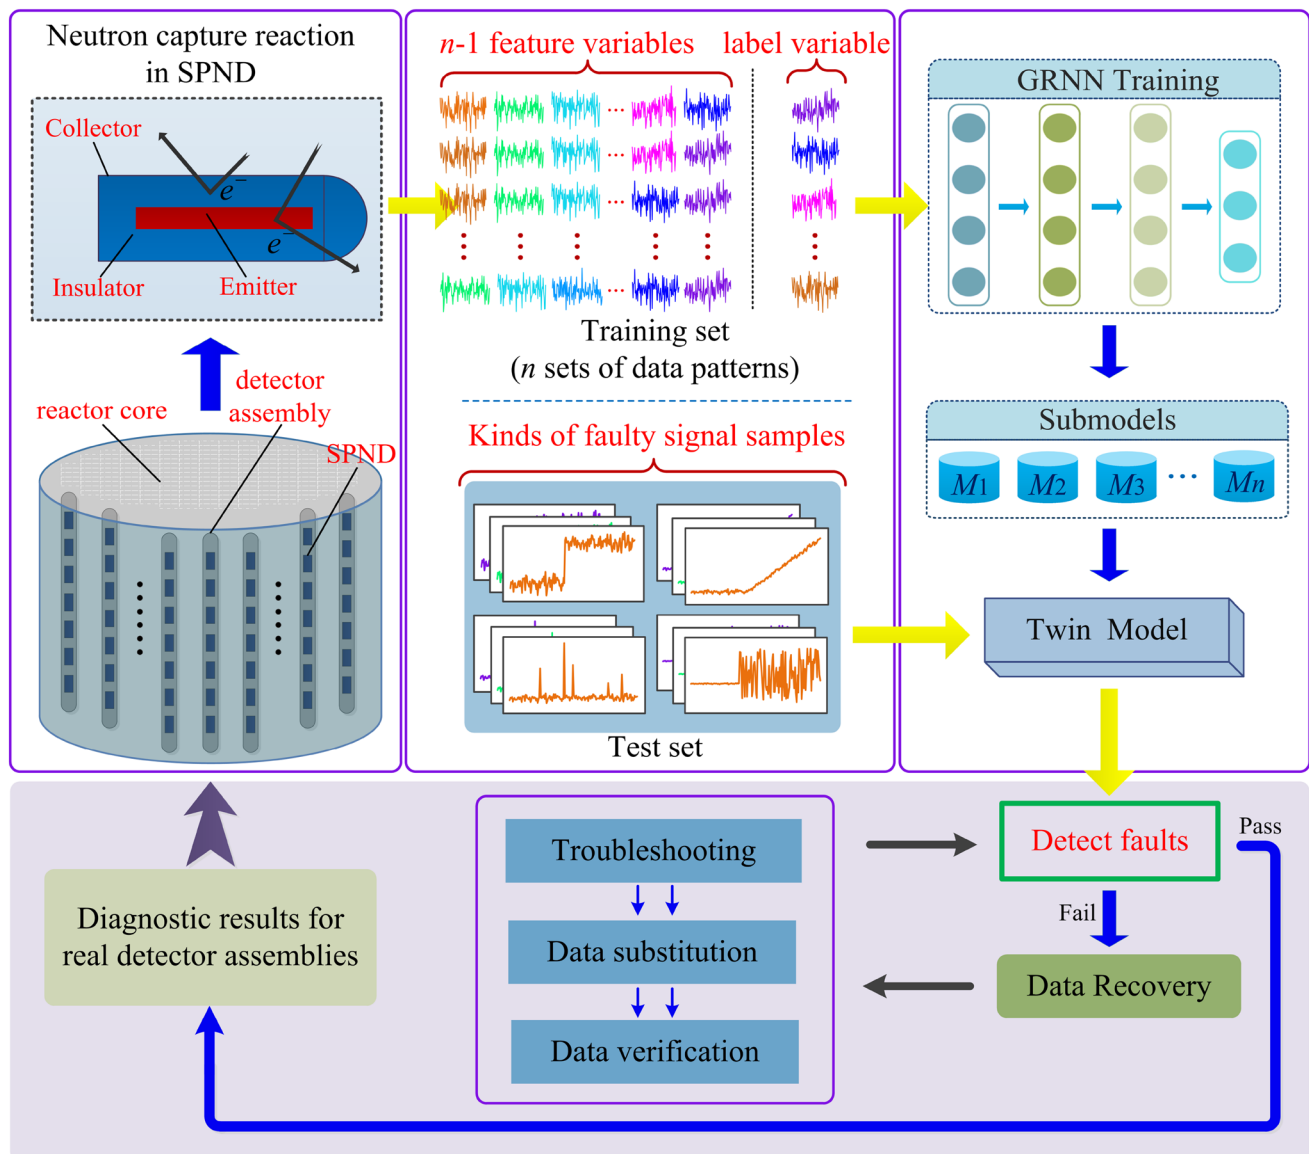 Neutron capture reaction
in SPND
Collector
e⁻
e⁻
Insulator
Emitter
detector
assembly
reactor core
SPND
n-1 feature variables
label variable
...
...
...
...
Training set
(n sets of data patterns)
Kinds of faulty signal samples
Test set
GRNN Training
Submodels
M1
M2
M3
...
Mn
Twin Model
Detect faults
Pass
Fail
Data Recovery
Troubleshooting
Data substitution
Data verification
Diagnostic results for
real detector assemblies